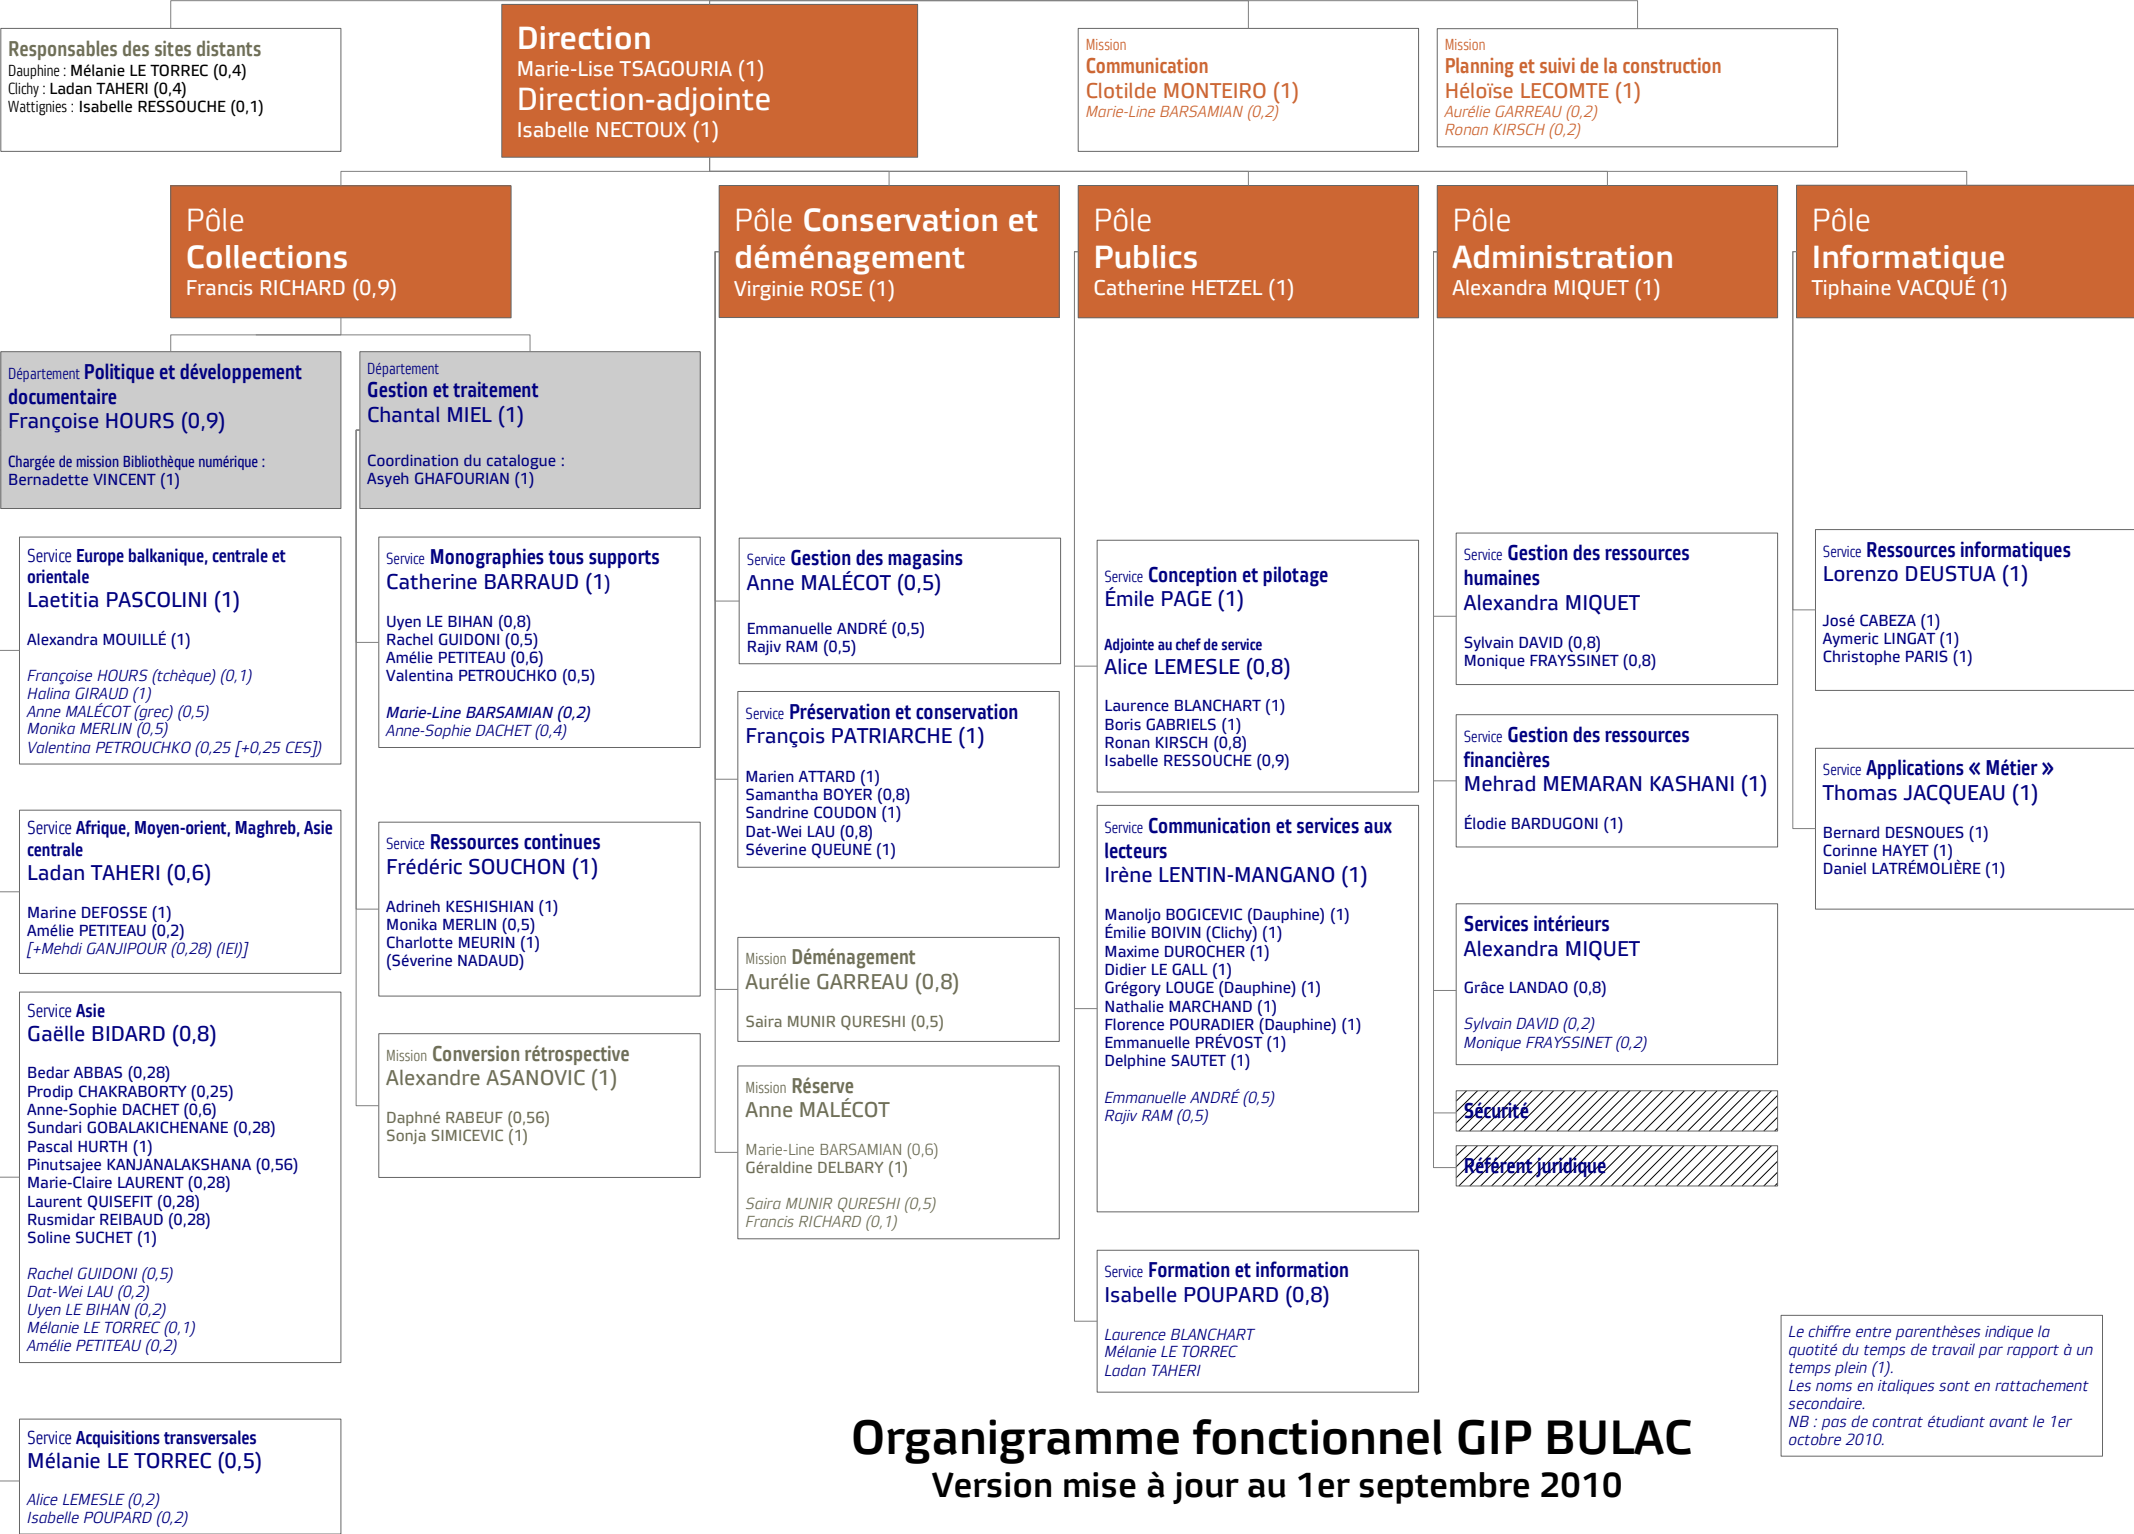 Responsables des sites distants
Dauphine : Mélanie LE TORREC (0,4)
Clichy : Ladan TAHERI (0,4)
Wattignies : Isabelle RESSOUCHE (0,1)
Direction
Marie-Lise TSAGOURIA (1)
Direction-adjointe
Isabelle NECTOUX (1)
Mission
Communication
Clotilde MONTEIRO (1)
Marie-Line BARSAMIAN (0,2)
Mission
Planning et suivi de la construction
Héloïse LECOMTE (1)
Aurélie GARREAU (0,2)
Ronan KIRSCH (0,2)
Pôle
Collections
Francis RICHARD (0,9)
Pôle Conservation et
déménagement
Virginie ROSE (1)
Pôle
Publics
Catherine HETZEL (1)
Pôle
Administration
Alexandra MIQUET (1)
Pôle
Informatique
Tiphaine VACQUÉ (1)
Département Politique et développement
documentaire
Françoise HOURS (0,9)
Chargée de mission Bibliothèque numérique :
Bernadette VINCENT (1)
Département
Gestion et traitement
Chantal MIEL (1)
Coordination du catalogue :
Asyeh GHAFOURIAN (1)
Service Europe balkanique, centrale et
orientale
Laetitia PASCOLINI (1)
Alexandra MOUILLÉ (1)
Françoise HOURS (tchèque) (0,1)
Halina GIRAUD (1)
Anne MALÉCOT (grec) (0,5)
Monika MERLIN (0,5)
Valentina PETROUCHKO (0,25 [+0,25 CES])
Service Afrique, Moyen-orient, Maghreb, Asie
centrale
Ladan TAHERI (0,6)
Marine DEFOSSE (1)
Amélie PETITEAU (0,2)
[+Mehdi GANJIPOUR (0,28) (IEI)]
Service Asie
Gaëlle BIDARD (0,8)
Bedar ABBAS (0,28)
Prodip CHAKRABORTY (0,25)
Anne-Sophie DACHET (0,6)
Sundari GOBALAKICHENANE (0,28)
Pascal HURTH (1)
Pinutsajee KANJANALAKSHANA (0,56)
Marie-Claire LAURENT (0,28)
Laurent QUISEFIT (0,28)
Rusmidar REIBAUD (0,28)
Soline SUCHET (1)
Rachel GUIDONI (0,5)
Dat-Wei LAU (0,2)
Uyen LE BIHAN (0,2)
Mélanie LE TORREC (0,1)
Amélie PETITEAU (0,2)
Service Acquisitions transversales
Mélanie LE TORREC (0,5)
Alice LEMESLE (0,2)
Isabelle POUPARD (0,2)
Service Monographies tous supports
Catherine BARRAUD (1)
Uyen LE BIHAN (0,8)
Rachel GUIDONI (0,5)
Amélie PETITEAU (0,6)
Valentina PETROUCHKO (0,5)
Marie-Line BARSAMIAN (0,2)
Anne-Sophie DACHET (0,4)
Service Ressources continues
Frédéric SOUCHON (1)
Adrineh KESHISHIAN (1)
Monika MERLIN (0,5)
Charlotte MEURIN (1)
(Séverine NADAUD)
Mission Conversion rétrospective
Alexandre ASANOVIC (1)
Daphné RABEUF (0,56)
Sonja SIMICEVIC (1)
Service Gestion des magasins
Anne MALÉCOT (0,5)
Emmanuelle ANDRÉ (0,5)
Rajiv RAM (0,5)
Service Préservation et conservation
François PATRIARCHE (1)
Marien ATTARD (1)
Samantha BOYER (0,8)
Sandrine COUDON (1)
Dat-Wei LAU (0,8)
Séverine QUEUNE (1)
Mission Déménagement
Aurélie GARREAU (0,8)
Saira MUNIR QURESHI (0,5)
Mission Réserve
Anne MALÉCOT
Marie-Line BARSAMIAN (0,6)
Géraldine DELBARY (1)
Saira MUNIR QURESHI (0,5)
Francis RICHARD (0,1)
Service Conception et pilotage
Émile PAGE (1)
Adjointe au chef de service
Alice LEMESLE (0,8)
Laurence BLANCHART (1)
Boris GABRIELS (1)
Ronan KIRSCH (0,8)
Isabelle RESSOUCHE (0,9)
Service Communication et services aux
lecteurs
Irène LENTIN-MANGANO (1)
Manoljo BOGICEVIC (Dauphine) (1)
Émilie BOIVIN (Clichy) (1)
Maxime DUROCHER (1)
Didier LE GALL (1)
Grégory LOUGE (Dauphine) (1)
Nathalie MARCHAND (1)
Florence POURADIER (Dauphine) (1)
Emmanuelle PRÉVOST (1)
Delphine SAUTET (1)
Emmanuelle ANDRÉ (0,5)
Rajiv RAM (0,5)
Service Formation et information
Isabelle POUPARD (0,8)
Laurence BLANCHART
Mélanie LE TORREC
Ladan TAHERI
Service Gestion des ressources
humaines
Alexandra MIQUET
Sylvain DAVID (0,8)
Monique FRAYSSINET (0,8)
Service Gestion des ressources
financières
Mehrad MEMARAN KASHANI (1)
Élodie BARDUGONI (1)
Services intérieurs
Alexandra MIQUET
Grâce LANDAO (0,8)
Sylvain DAVID (0,2)
Monique FRAYSSINET (0,2)
Sécurité
Référent juridique
Service Ressources informatiques
Lorenzo DEUSTUA (1)
José CABEZA (1)
Aymeric LINGAT (1)
Christophe PARIS (1)
Service Applications « Métier »
Thomas JACQUEAU (1)
Bernard DESNOUES (1)
Corinne HAYET (1)
Daniel LATRÉMOLIÈRE (1)
Le chiffre entre parenthèses indique la
quotité du temps de travail par rapport à un
temps plein (1).
Les noms en italiques sont en rattachement
secondaire.
NB : pas de contrat étudiant avant le 1er
octobre 2010.
Organigramme fonctionnel GIP BULAC
Version mise à jour au 1er septembre 2010